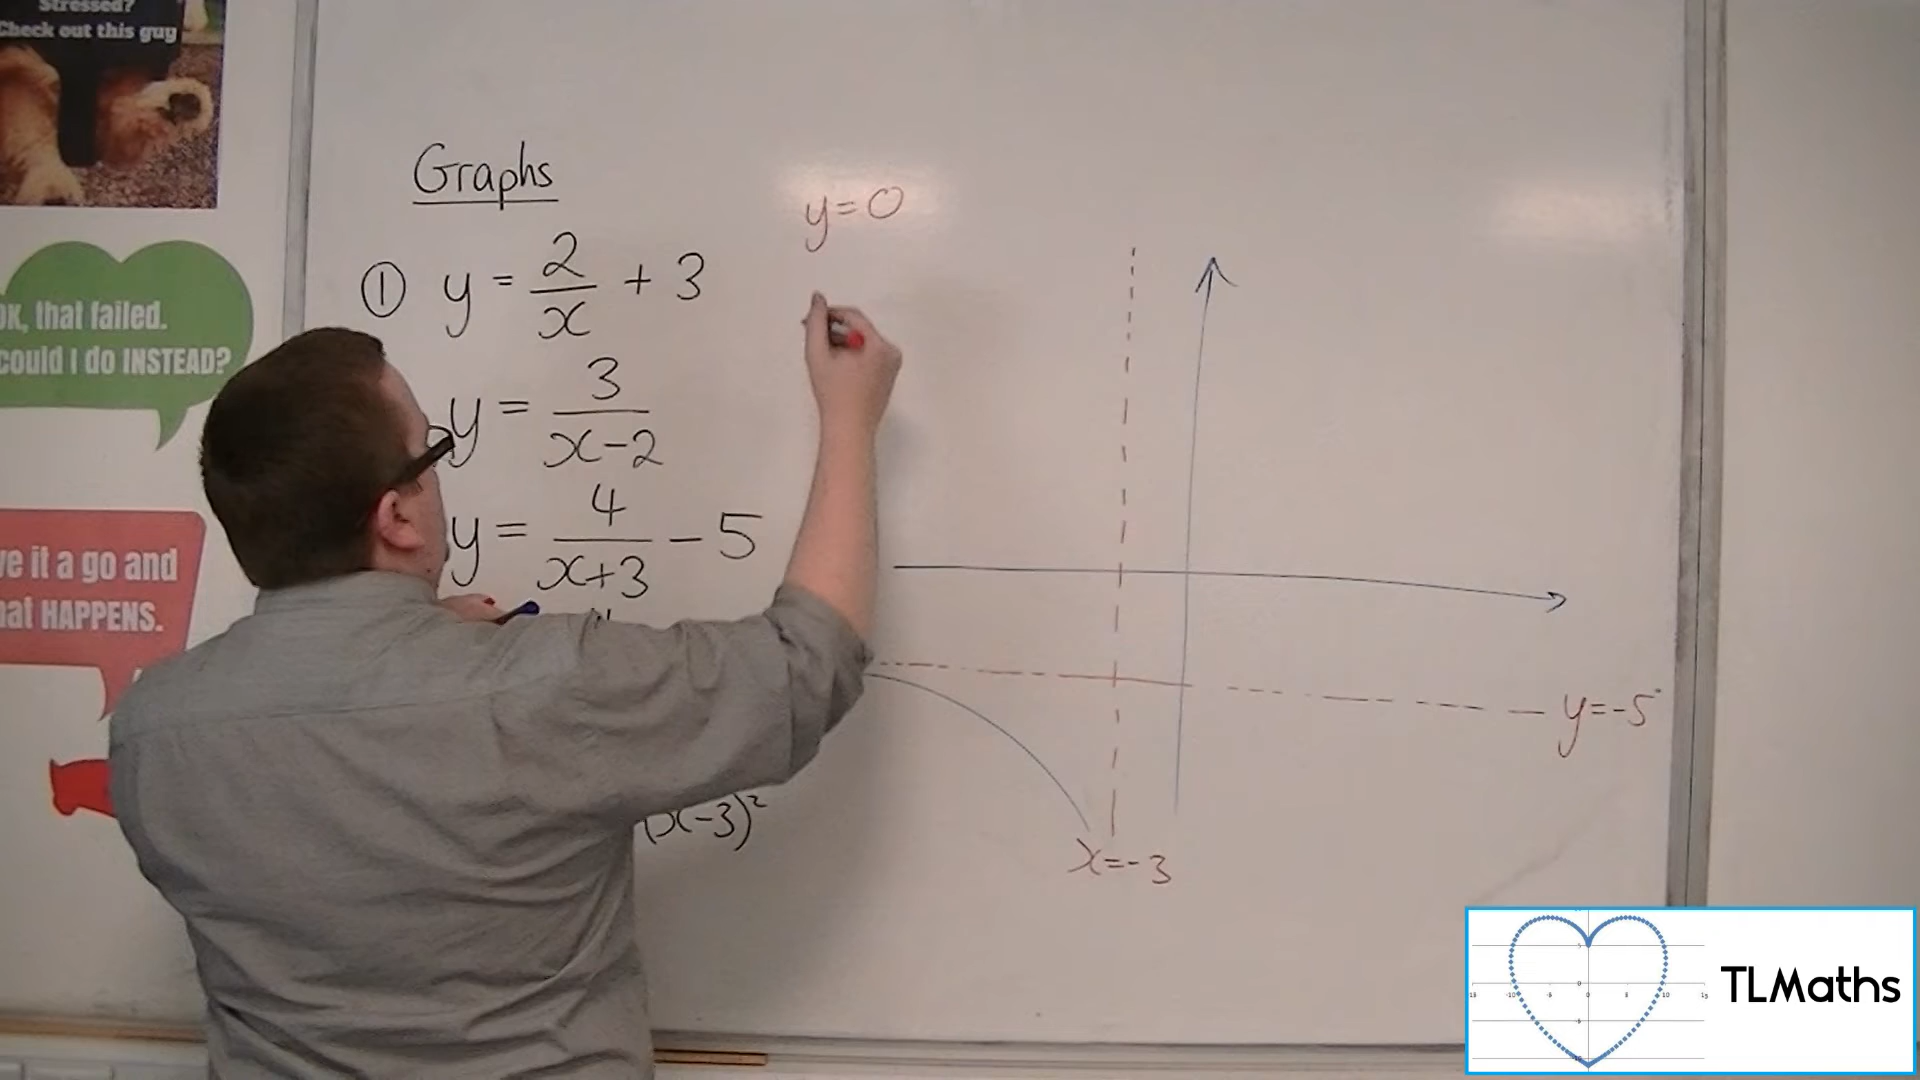 Stressed?
Check out this guy
OK, that failed.
could I do INSTEAD?
ve it a go and
hat HAPPENS.
Graphs
① y = 2/x + 3
y = 3/(x-2)
y = 4/(x+3) - 5
(x-3)²
y=0
y=-5
x=-3
TLMaths